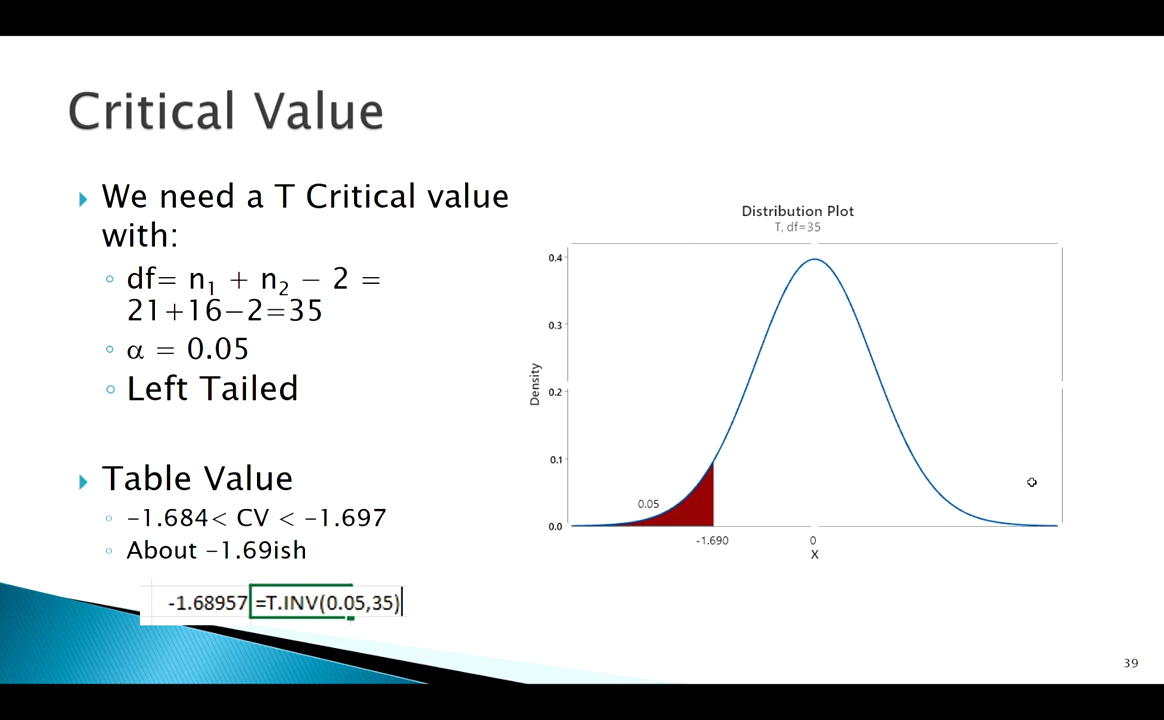 Critical Value
We need a T Critical value
with:
df= n₁ + n₂ − 2 =
21+16−2=35
α = 0.05
Left Tailed
Table Value
−1.684< CV < −1.697
About −1.69ish
-1.68957 =T.INV(0.05,35)
Distribution Plot
T, df=35
0.4
0.3
0.2
0.1
0.0
Density
0.05
-1.690 0
X
39